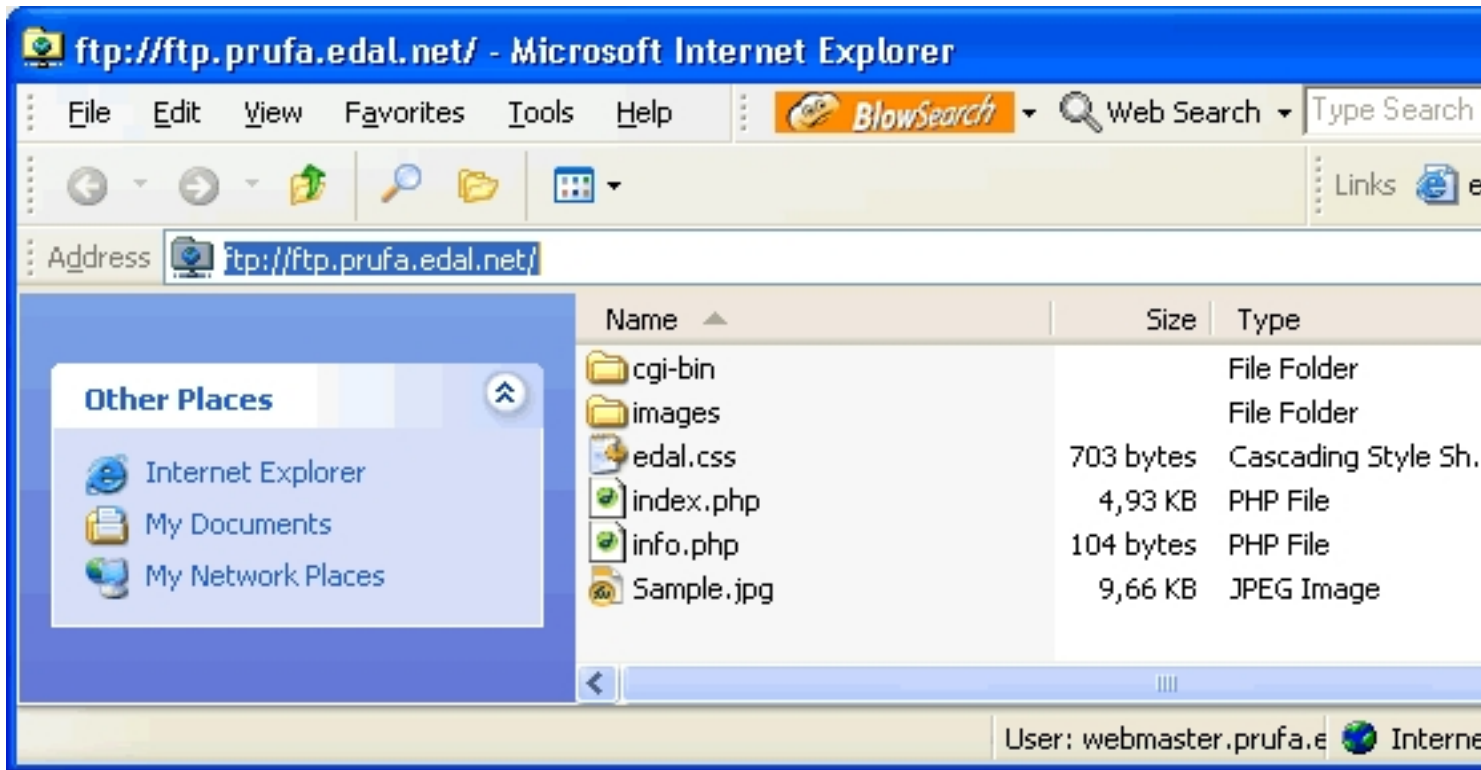 ftp://ftp.prufa.edal.net/ - Microsoft Internet Explorer
File Edit View Favorites Tools Help BlowSearch Web Search Type Search
Links e
Address ftp://ftp.prufa.edal.net/
Name Size Type
Other Places
Internet Explorer
My Documents
My Network Places
cgi-bin File Folder
images File Folder
edal.css 703 bytes Cascading Style Sh.
index.php 4,93 KB PHP File
info.php 104 bytes PHP File
Sample.jpg 9,66 KB JPEG Image
User: webmaster.prufa.e Interne